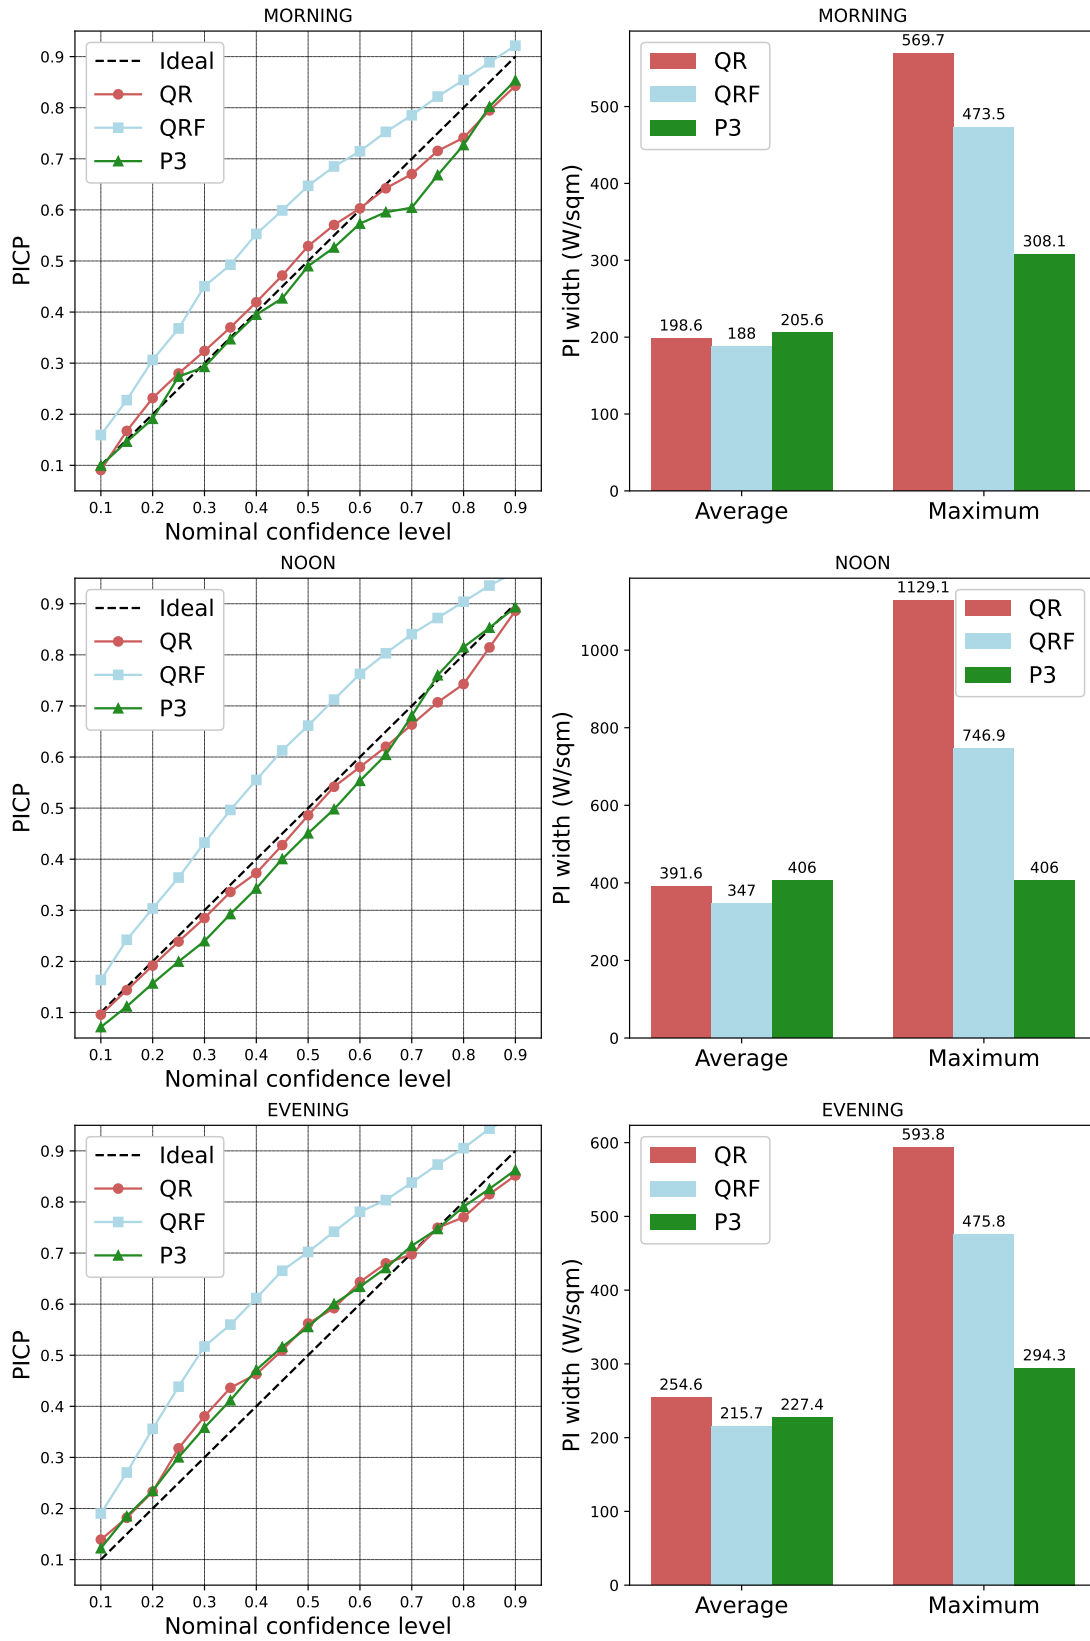 MORNING
Ideal
QR
QRF
P3
0.9
0.8
0.7
0.6
0.5
0.4
0.3
0.2
0.1
PICP
0.1 0.2 0.3 0.4 0.5 0.6 0.7 0.8 0.9
Nominal confidence level
MORNING
QR
QRF
P3
569.7
473.5
308.1
198.6
188
205.6
500
400
300
200
100
0
PI width (W/sqm)
Average Maximum
NOON
Ideal
QR
QRF
P3
0.9
0.8
0.7
0.6
0.5
0.4
0.3
0.2
0.1
PICP
0.1 0.2 0.3 0.4 0.5 0.6 0.7 0.8 0.9
Nominal confidence level
NOON
QR
QRF
P3
1129.1
746.9
406
391.6
347
406
1000
800
600
400
200
0
PI width (W/sqm)
Average Maximum
EVENING
Ideal
QR
QRF
P3
0.9
0.8
0.7
0.6
0.5
0.4
0.3
0.2
0.1
PICP
0.1 0.2 0.3 0.4 0.5 0.6 0.7 0.8 0.9
Nominal confidence level
EVENING
QR
QRF
P3
593.8
475.8
294.3
254.6
215.7
227.4
600
500
400
300
200
100
0
PI width (W/sqm)
Average Maximum